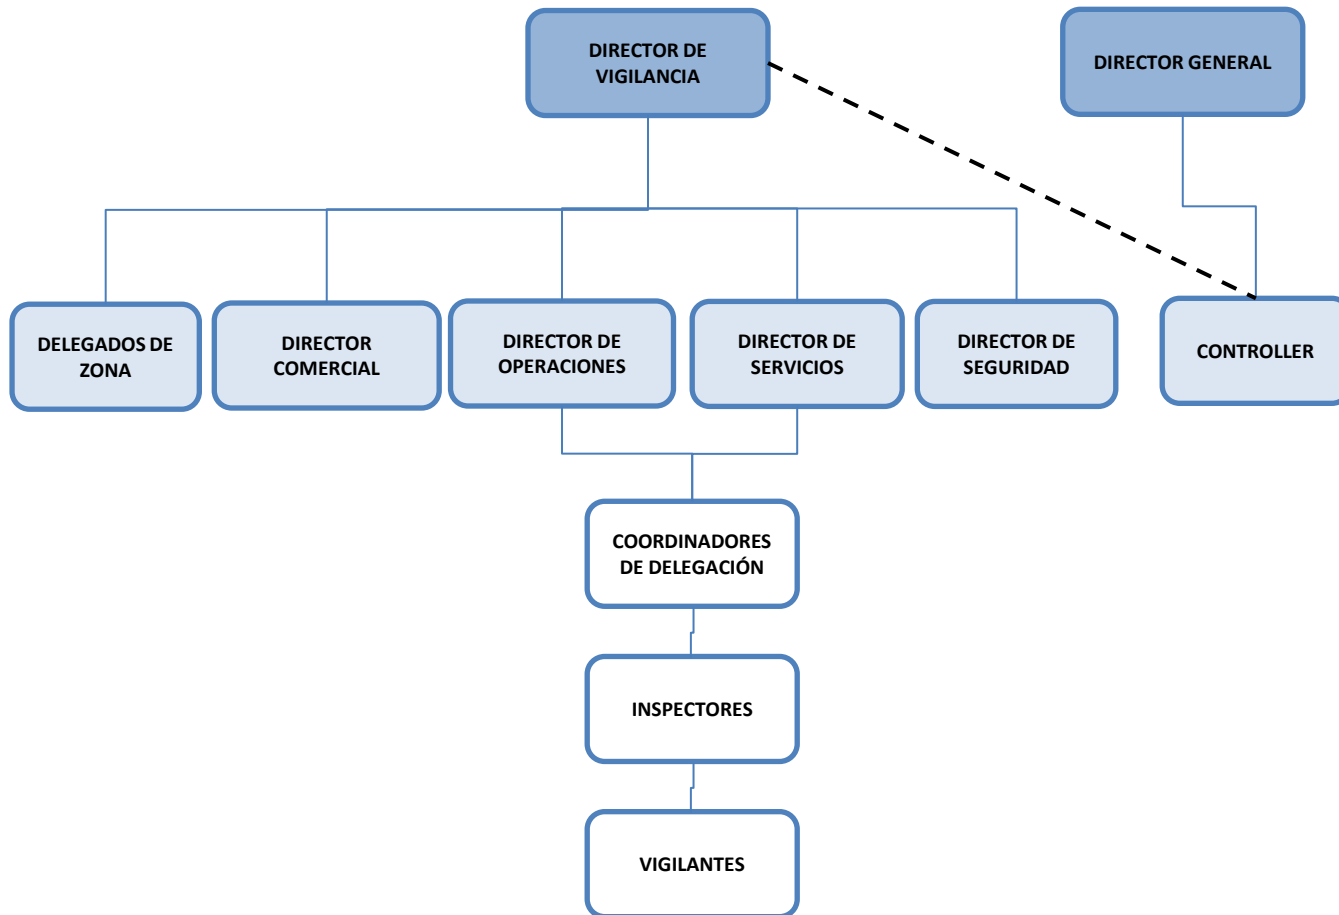 DIRECTOR DE
VIGILANCIA
DIRECTOR GENERAL
DELEGADOS DE
ZONA
DIRECTOR
COMERCIAL
DIRECTOR DE
OPERACIONES
DIRECTOR DE
SERVICIOS
DIRECTOR DE
SEGURIDAD
CONTROLLER
COORDINADORES
DE DELEGACIÓN
INSPECTORES
VIGILANTES